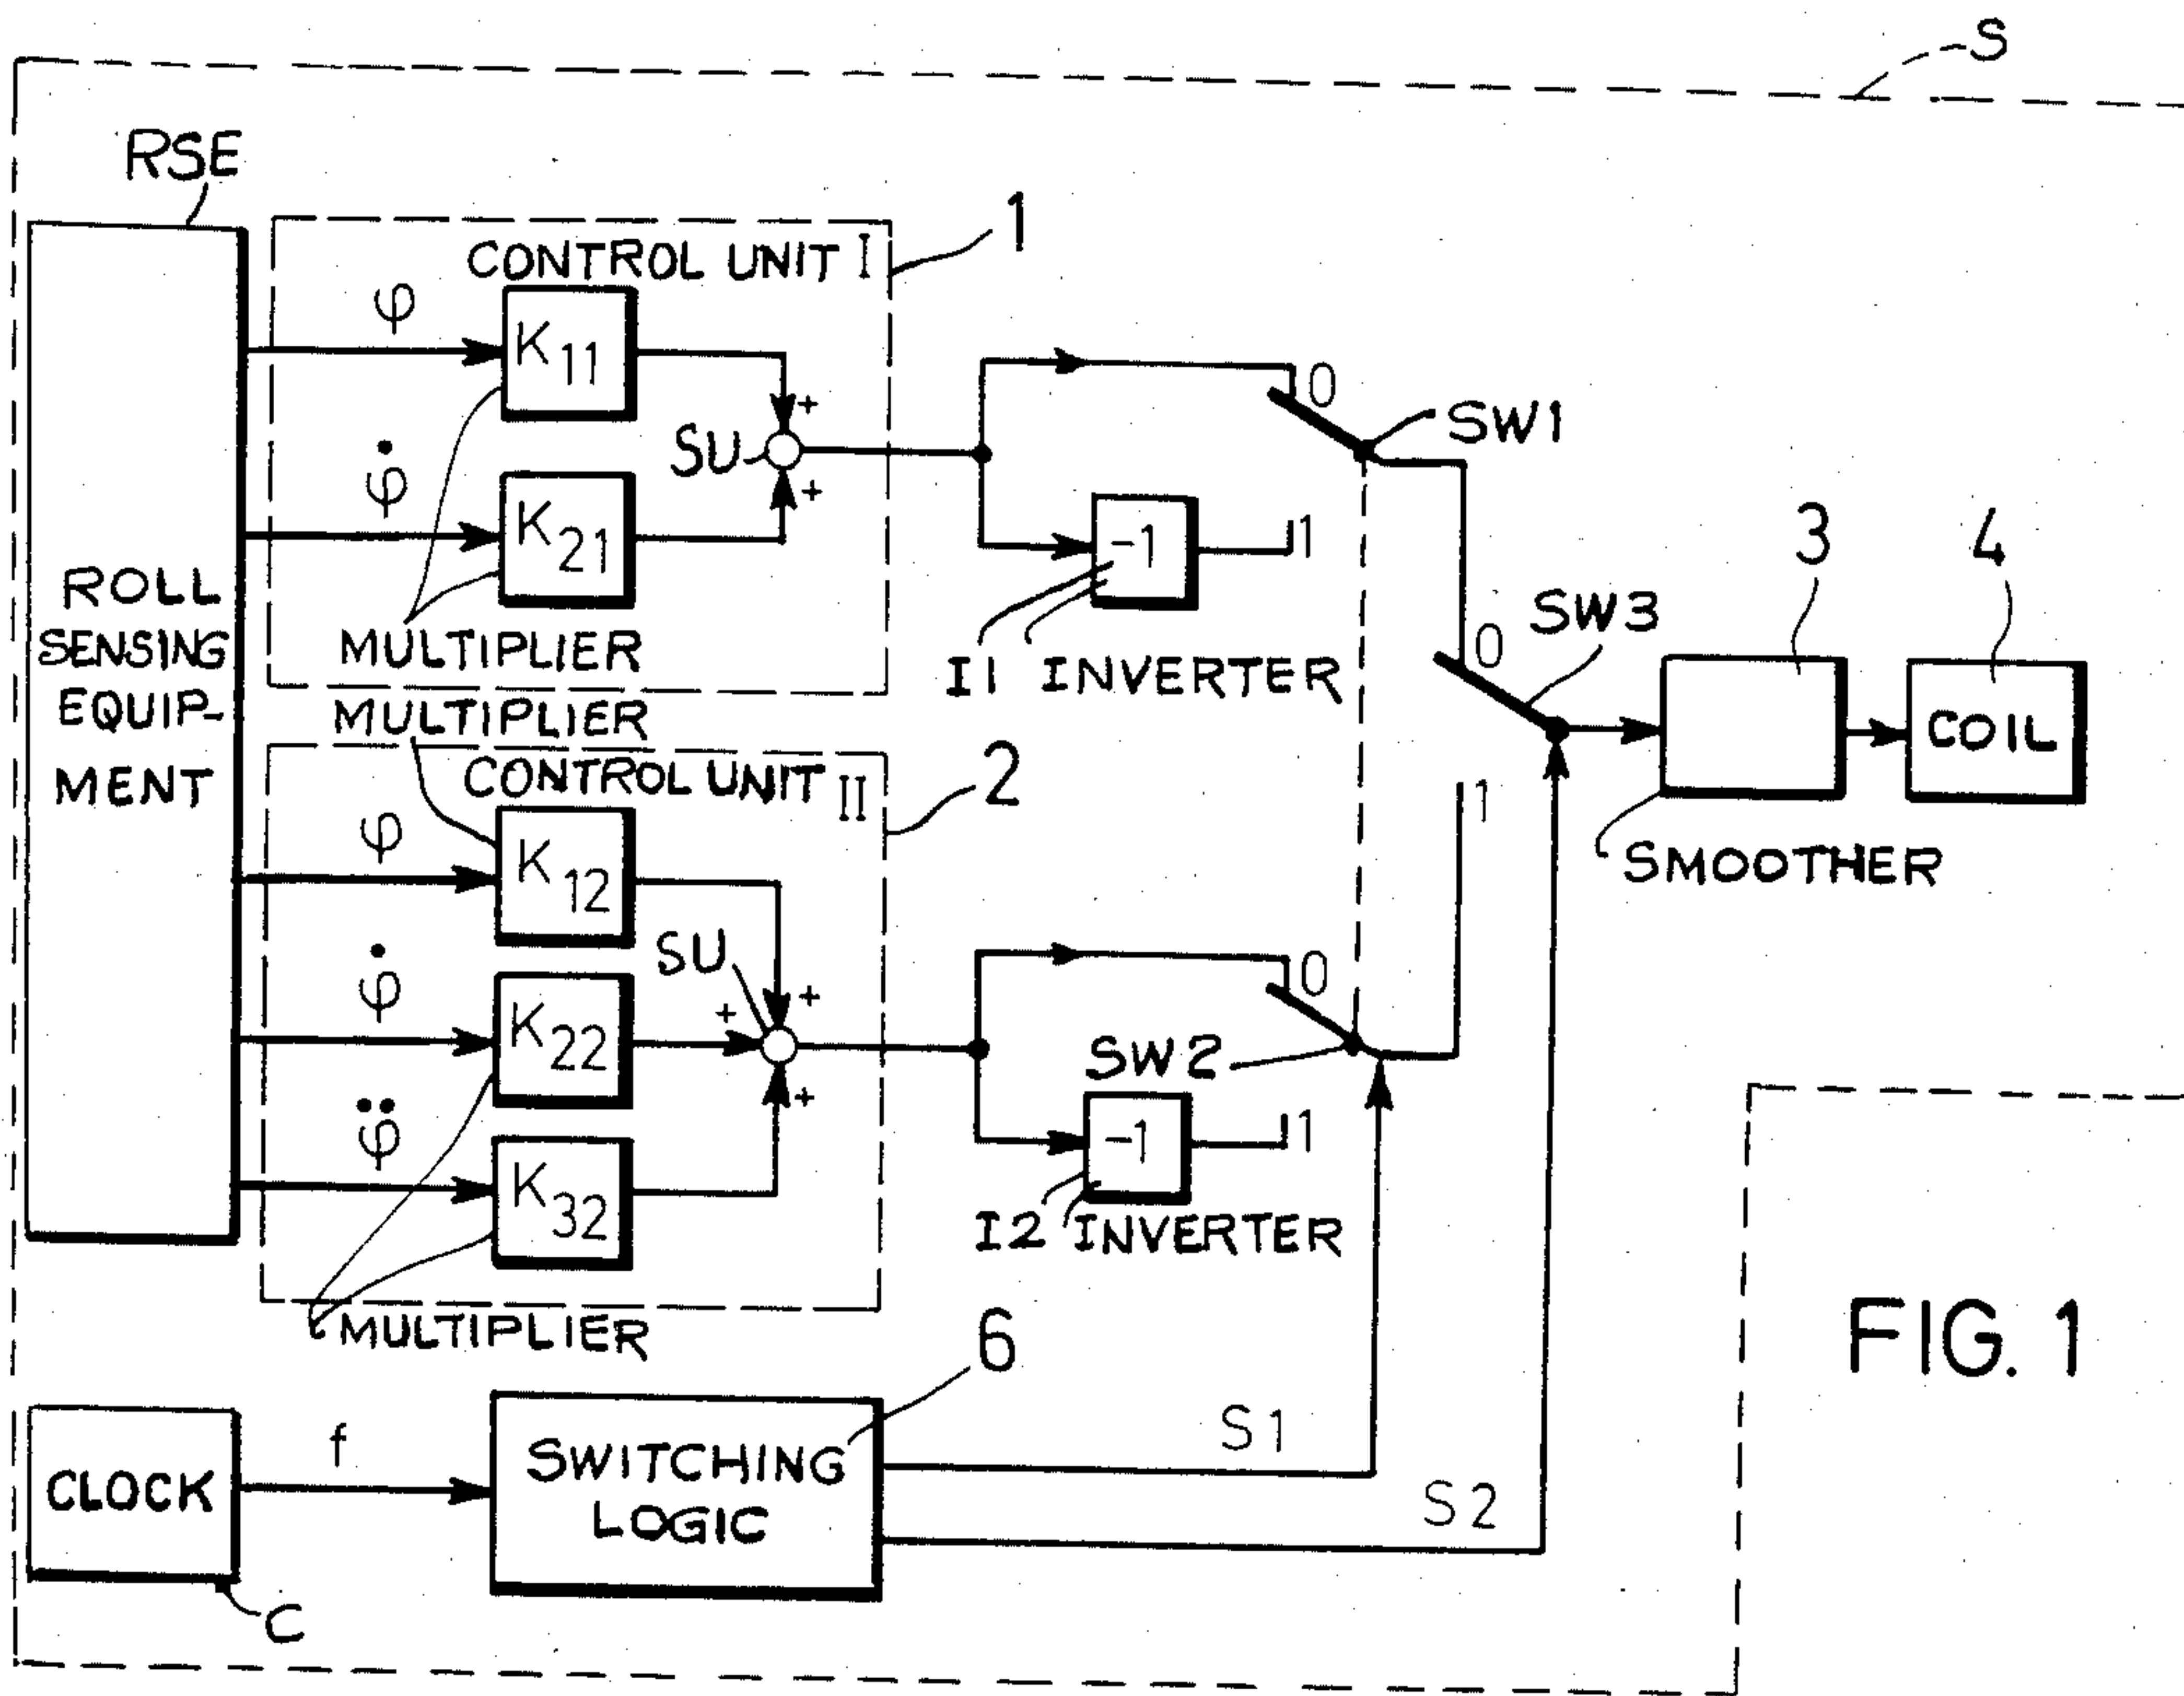 S
RSE
1
CONTROL UNIT I
φ
K11
+
0
SW1
SU
φ̇
+
K21
-1
1
3
4
ROLL
SENSING
EQUIP-
MENT
MULTIPLIER
I1 INVERTER
0
SW3
COIL
MULTIPLIER
CONTROL UNIT II
2
1
SMOOTHER
φ
K12
SU
φ̇
+
+
0
K22
SW2
φ̈
+
K32
-1
1
I2 INVERTER
MULTIPLIER
6
FIG. 1
CLOCK
f
SWITCHING
LOGIC
S1
S2
C